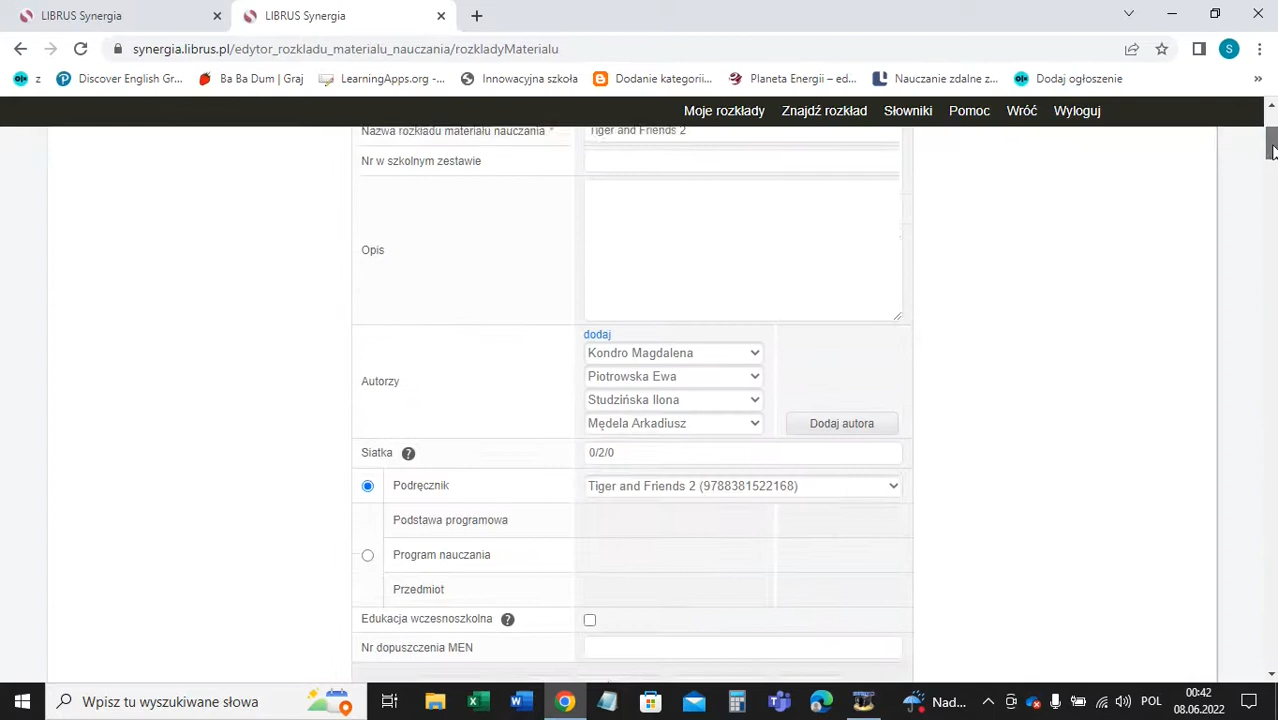 LIBRUS Synergia
LIBRUS Synergia
synergia.librus.pl/edytor_rozkladu_materialu_nauczania/rozkladyMaterialu
S
z
Discover English Gr...
Ba Ba Dum | Graj
LearningApps.org -...
Innowacyjna szkoła
Dodanie kategorii...
Planeta Energii – ed...
Nauczanie zdalne z...
Dodaj ogłoszenie
»
Moje rozkłady Znajdź rozkład Słowniki Pomoc Wróć Wyloguj
Nazwa rozkładu materiału nauczania * Tiger and Friends 2
Nr w szkolnym zestawie
Opis
dodaj
Kondro Magdalena
Piotrowska Ewa
Autorzy
Studzińska Ilona
Mędela Arkadiusz Dodaj autora
Siatka ? 0/2/0
Podręcznik Tiger and Friends 2 (9788381522168)
Podstawa programowa
Program nauczania
Przedmiot
Edukacja wczesnoszkolna ?
Nr dopuszczenia MEN
Wpisz tu wyszukiwane słowa
Nad...
POL
00:42
08.06.2022